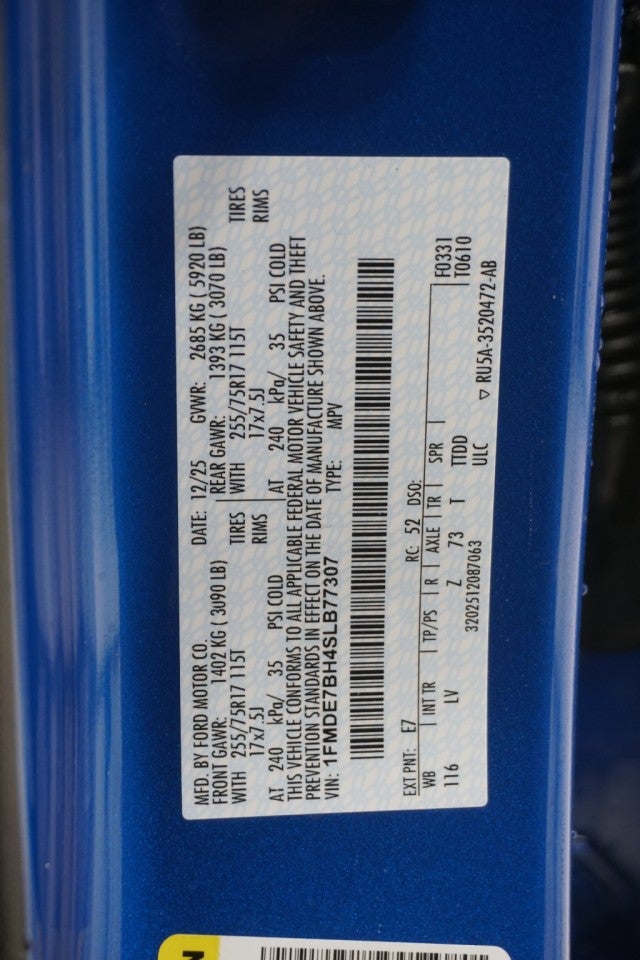 MFD. BY FORD MOTOR CO. DATE: 12/25 GVWR: 2685 KG ( 5920 LB)
FRONT GAWR: 1402 KG ( 3090 LB) REAR GAWR: 1393 KG ( 3070 LB)
WITH 255/75R17 115T TIRES WITH 255/75R17 115T TIRES
17x7.5J RIMS 17x7.5J RIMS
AT 240 kPa/ 35 PSI COLD AT 240 kPa/ 35 PSI COLD
THIS VEHICLE CONFORMS TO ALL APPLICABLE FEDERAL MOTOR VEHICLE SAFETY AND THEFT
PREVENTION STANDARDS IN EFFECT ON THE DATE OF MANUFACTURE SHOWN ABOVE.
VIN: 1FMDE7BH4SLB77307 TYPE: MPV
EXT PNT: E7 RC: 52 DSO: F0331
WB INT TR TP/PS R AXLE TR SPR T0610
116 LV Z 73 T TTDD
ULC
3202512087063 ▽ RU5A-3520472-AB